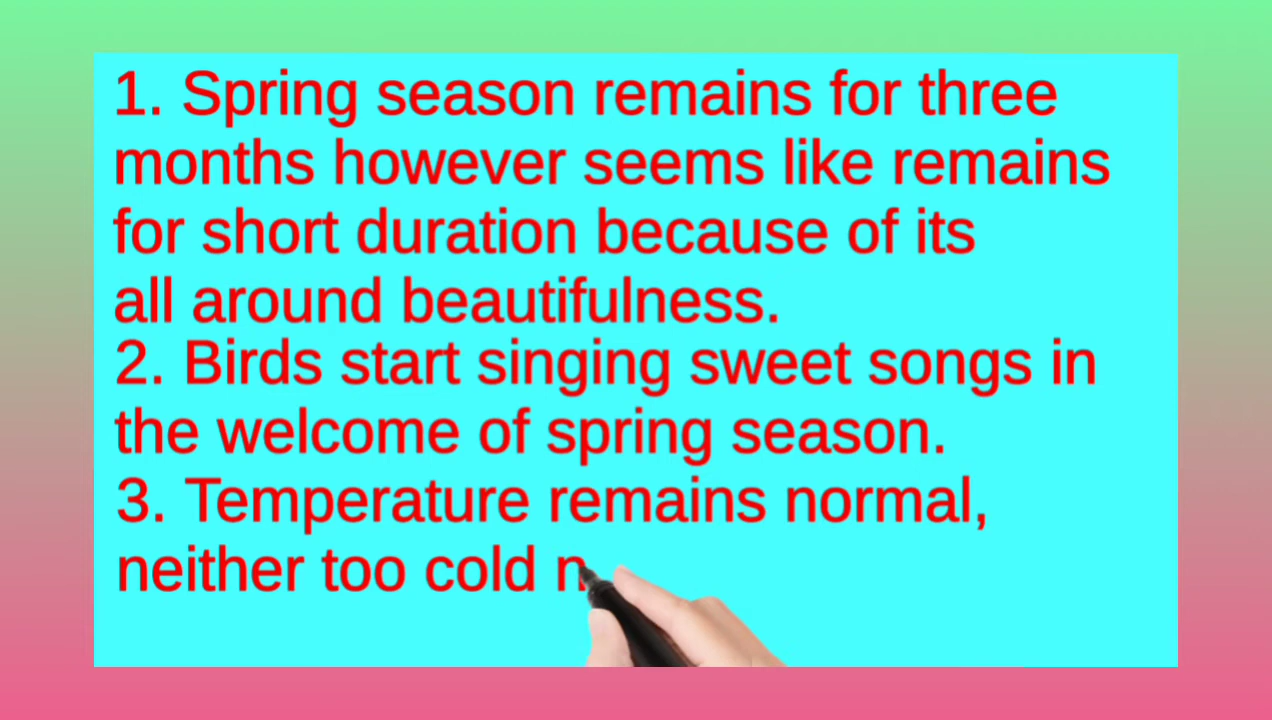 1. Spring season remains for three
months however seems like remains
for short duration because of its
all around beautifulness.
2. Birds start singing sweet songs in
the welcome of spring season.
3. Temperature remains normal,
neither too cold n